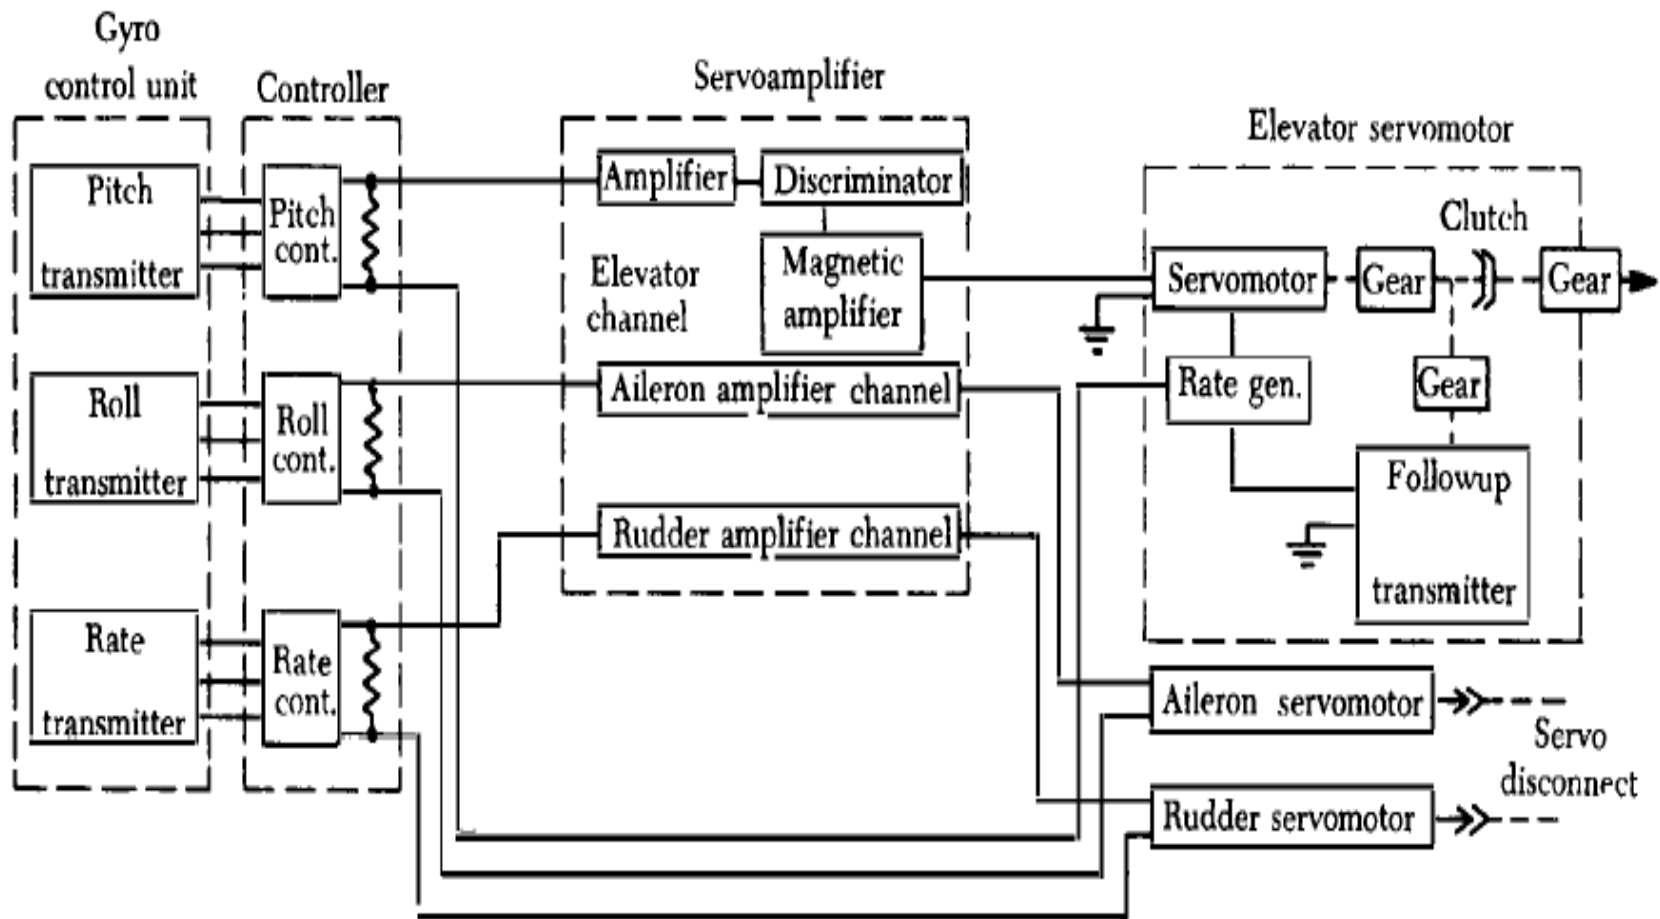 Gyro
control unit
Controller
Servoamplifier
Elevator servomotor
Pitch
transmitter
Pitch
cont.
Amplifier
Discriminator
Magnetic
amplifier
Elevator
channel
Clutch
Servomotor
Gear
Gear
Rate gen.
Gear
Followup
transmitter
Roll
transmitter
Roll
cont.
Aileron amplifier channel
Rudder amplifier channel
Rate
transmitter
Rate
cont.
Aileron servomotor
Servo
disconnect
Rudder servomotor